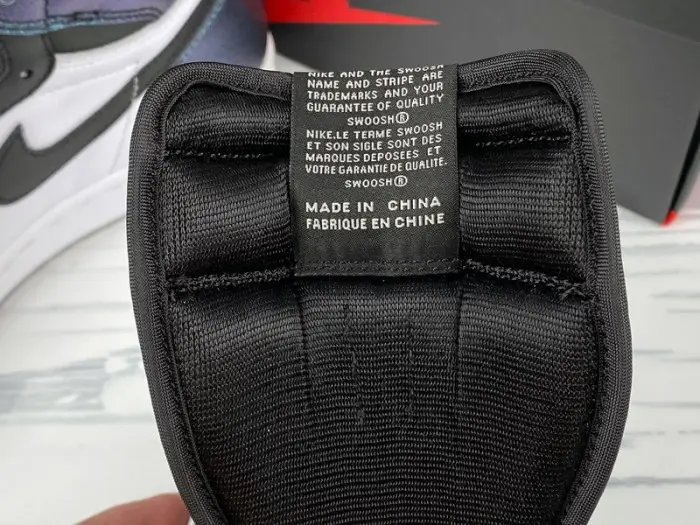 NIKE AND THE SWOOSH
NAME AND STRIPE ARE
TRADEMARKS AND YOUR
GUARANTEE OF QUALITY
SWOOSH®
NIKE.LE TERME SWOOSH
ET SON SIGLE SONT DES
MARQUES DEPOSEES ET
VOTRE GARANTIE DE QUALITE.
SWOOSH®
MADE IN CHINA
FABRIQUE EN CHINE